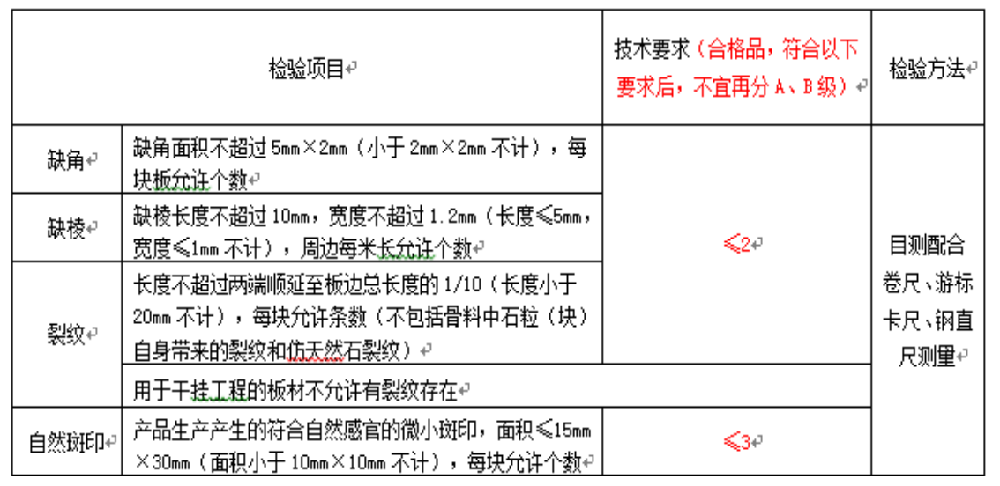 检验项目
技术要求（合格品，符合以下
要求后，不宜再分 A、B 级）
检验方法
缺角
缺角面积不超过 5mm×2mm（小于 2mm×2mm 不计），每
块板允许个数
缺棱
缺棱长度不超过 10mm，宽度不超过 1.2mm（长度≤5mm，
宽度≤1mm 不计），周边每米长允许个数
≤2
裂纹
长度不超过两端顺延至板边总长度的 1/10（长度小于
20mm 不计），每块允许条数（不包括骨料中石粒（块）
自身带来的裂纹和仿天然石裂纹）
用于干挂工程的板材不允许有裂纹存在
目测配合
卷尺、游标
卡尺、钢直
尺测量
自然斑印
产品生产产生的符合自然感官的微小斑印，面积≤15mm
×30mm（面积小于 10mm×10mm 不计），每块允许个数
≤3